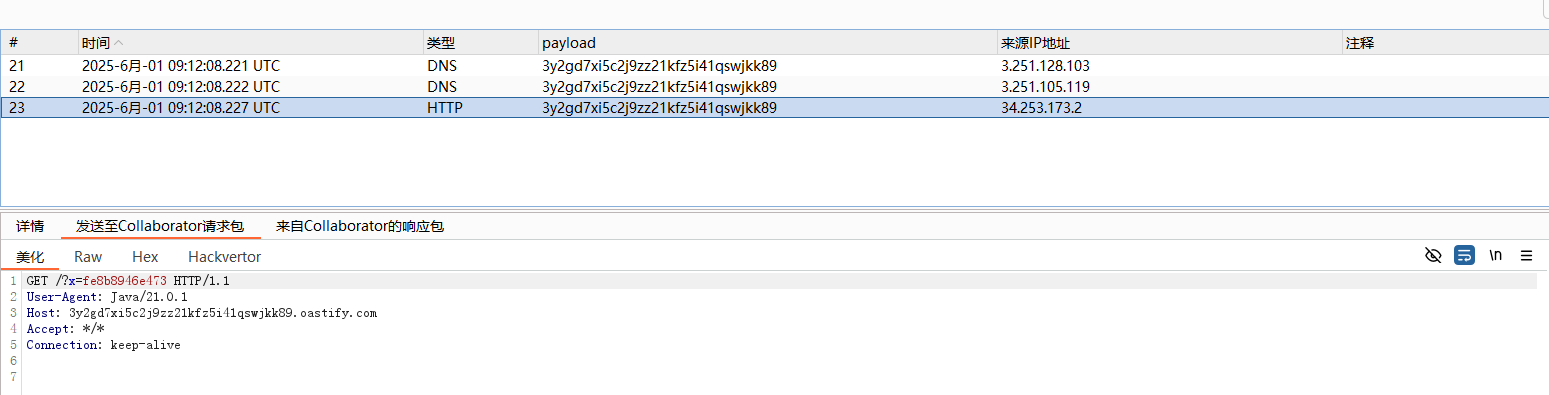 # 时间 类型 payload 来源IP地址 注释
21 2025-6月-01 09:12:08.221 UTC DNS 3y2gd7xi5c2j9zz21kfz5i41qswjkk89 3.251.128.103
22 2025-6月-01 09:12:08.222 UTC DNS 3y2gd7xi5c2j9zz21kfz5i41qswjkk89 3.251.105.119
23 2025-6月-01 09:12:08.227 UTC HTTP 3y2gd7xi5c2j9zz21kfz5i41qswjkk89 34.253.173.2
详情 发送至Collaborator请求包 来自Collaborator的响应包
美化 Raw Hex Hackvertor \n
1 GET /?x=fe8b8946e473 HTTP/1.1
2 User-Agent: Java/21.0.1
3 Host: 3y2gd7xi5c2j9zz21kfz5i41qswjkk89.oastify.com
4 Accept: */*
5 Connection: keep-alive
6
7